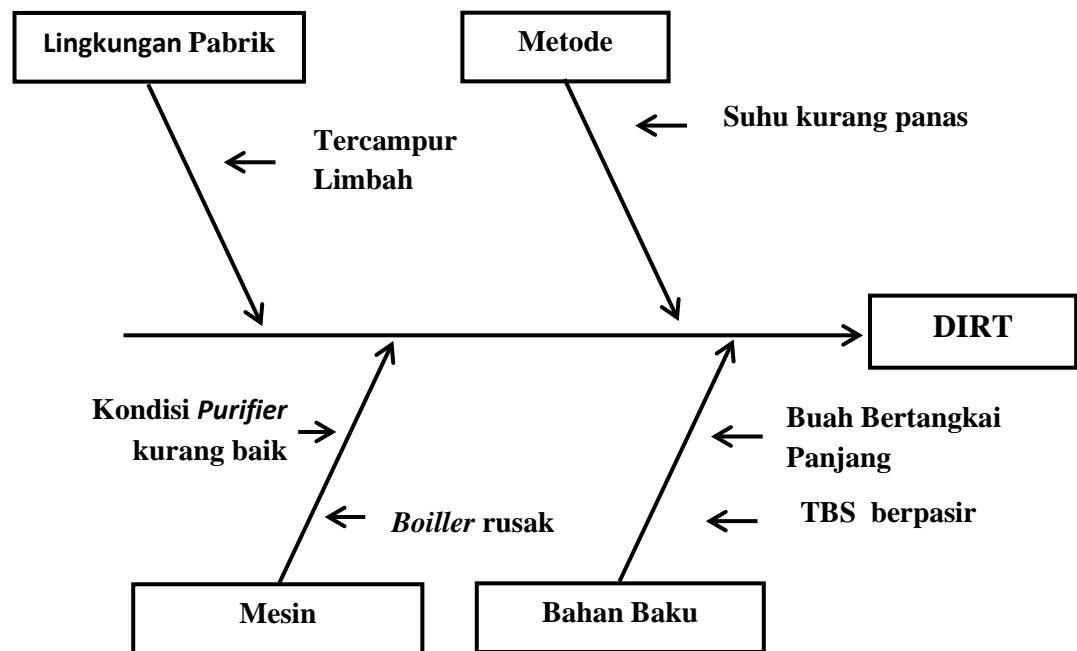 Lingkungan Pabrik
Metode
Tercampur
Limbah
Suhu kurang panas
DIRT
Kondisi Purifier
kurang baik
Boiller rusak
Buah Bertangkai
Panjang
TBS berpasir
Mesin
Bahan Baku